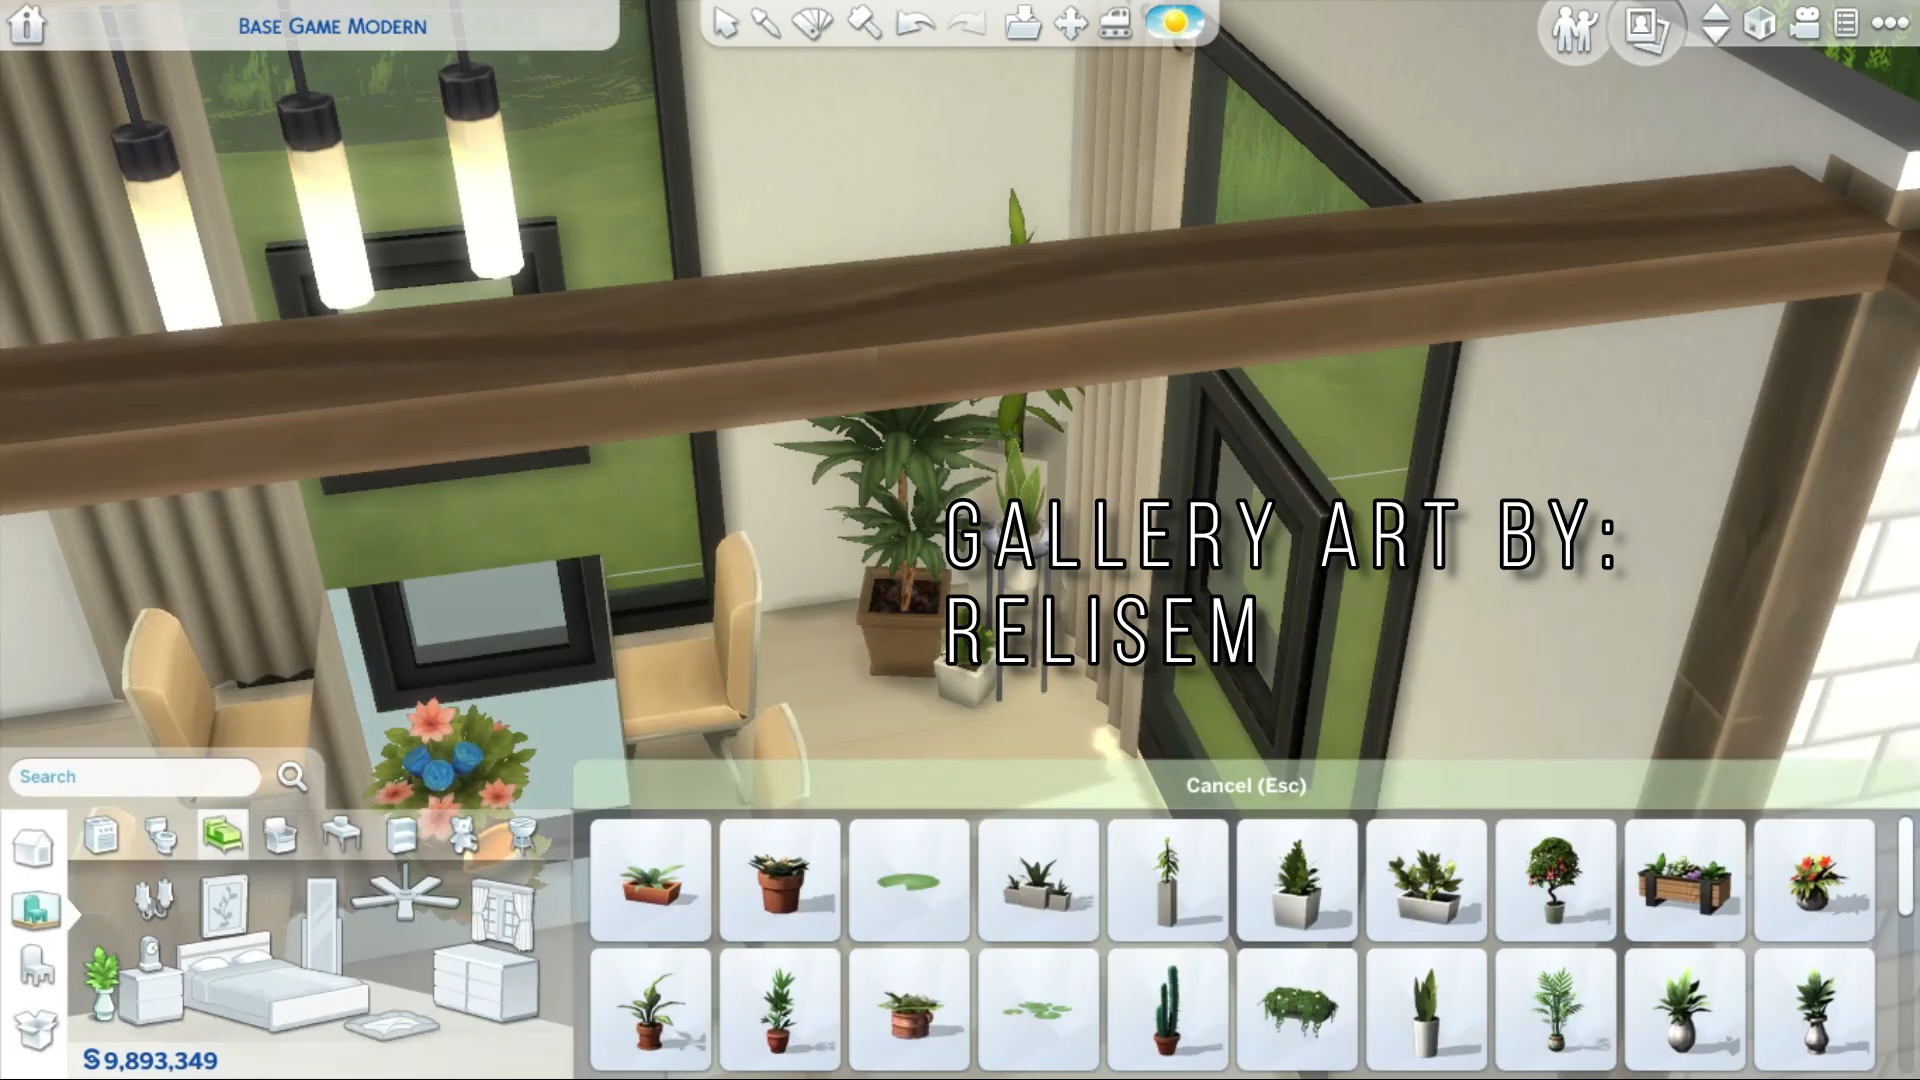 Base Game Modern
GALLERY ART BY:
RELISEM
Search
Cancel (Esc)
§9,893,349